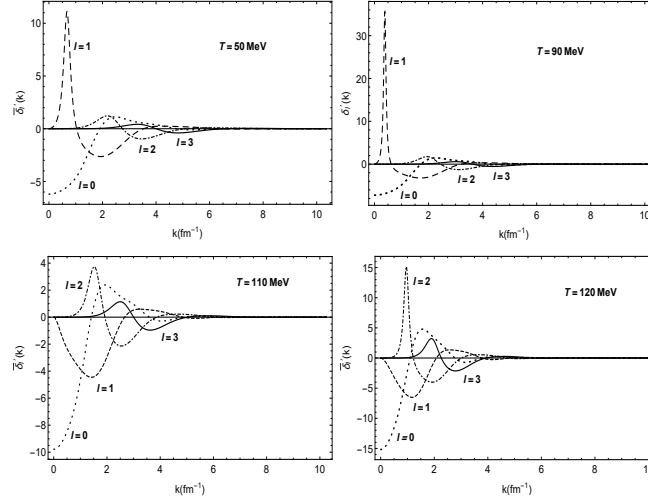 10
5
0
−5
0 2 4 6 8 10
l = 1
T = 50 MeV
l = 2
l = 3
l = 0
δ̅l′(k)
k(fm⁻¹)
30
20
10
0
−10
0 2 4 6 8 10
l = 1
T = 90 MeV
l = 2
l = 3
l = 0
δl′(k)
k(fm⁻¹)
4
2
0
−2
−4
−6
−8
−10
0 2 4 6 8 10
l = 2
T = 110 MeV
l = 3
l = 1
l = 0
δ̅l′(k)
k(fm⁻¹)
15
10
5
0
−5
−10
−15
0 2 4 6 8 10
l = 2
T = 120 MeV
l = 3
l = 1
l = 0
δ̅l′(k)
k(fm⁻¹)